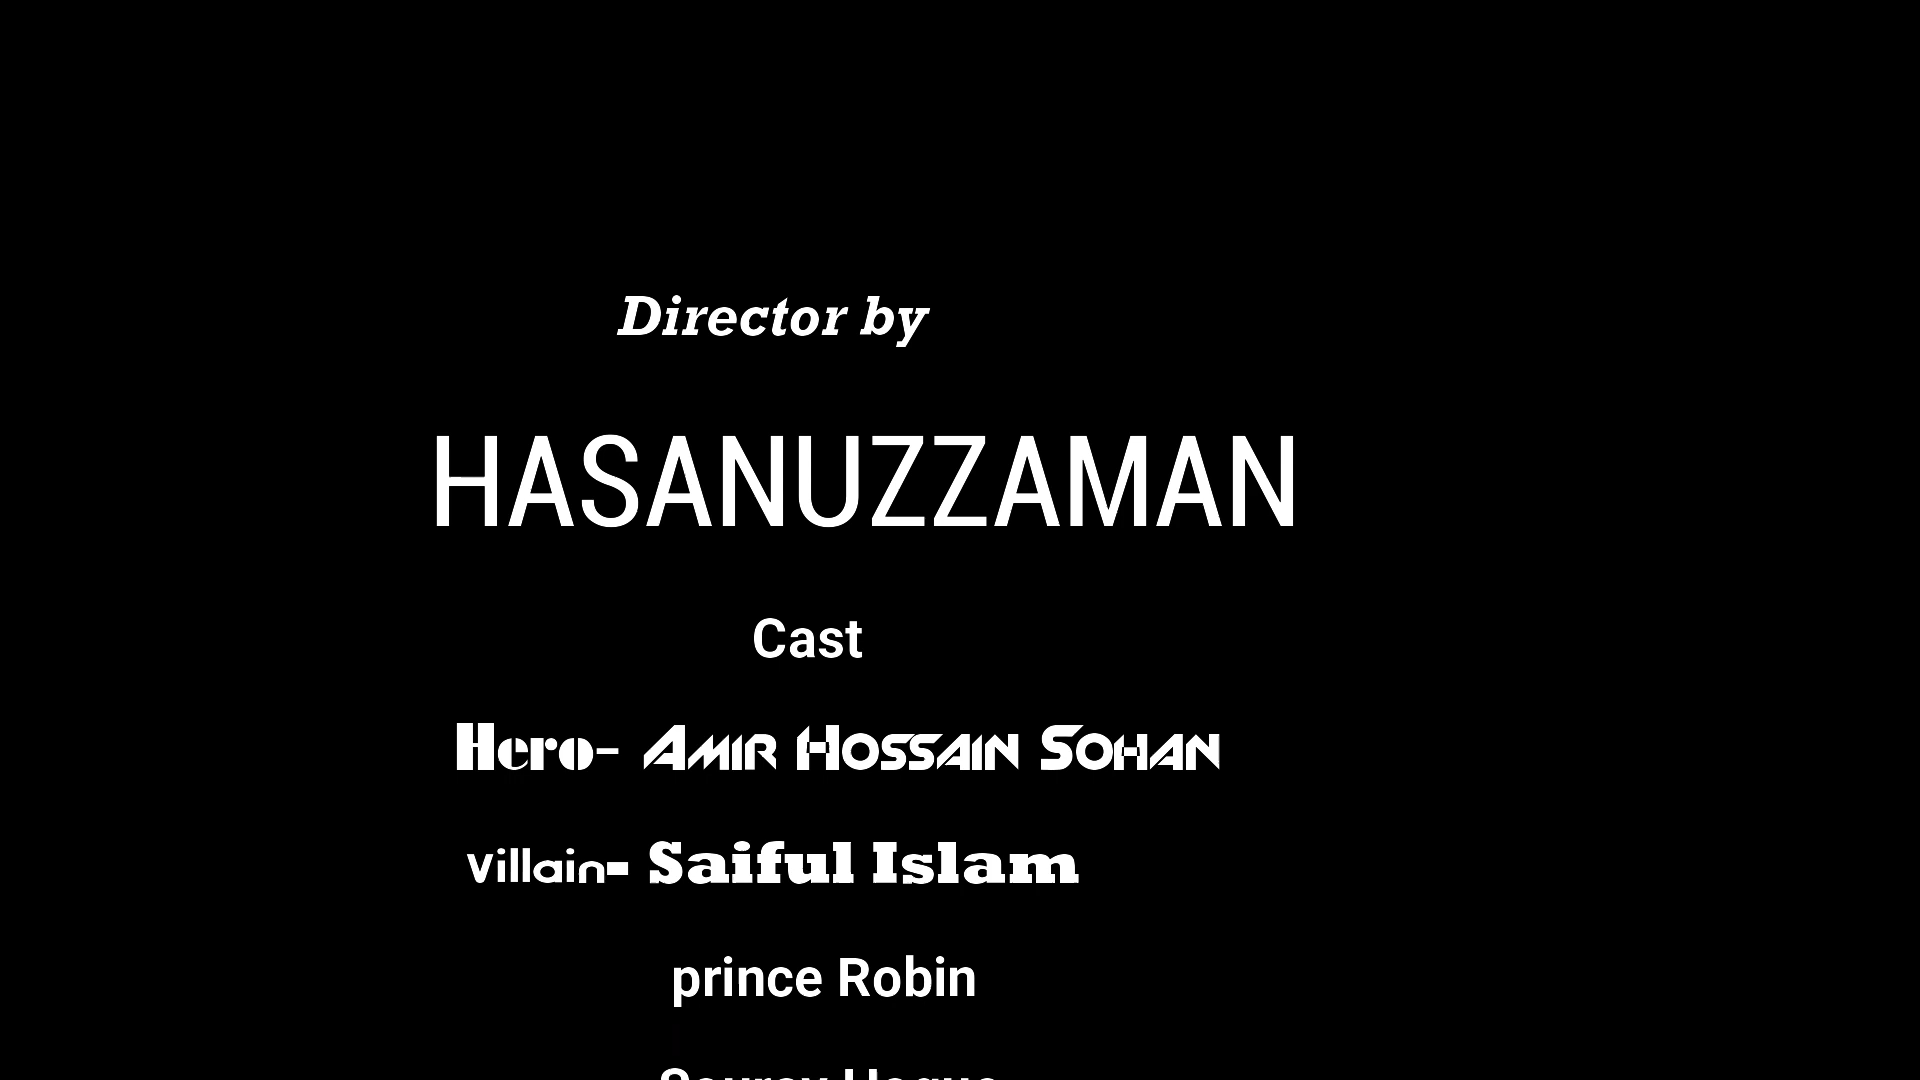 Director by
HASANUZZAMAN
Cast
Hero- Amir Hossain Sohan
villain- Saiful Islam
prince Robin